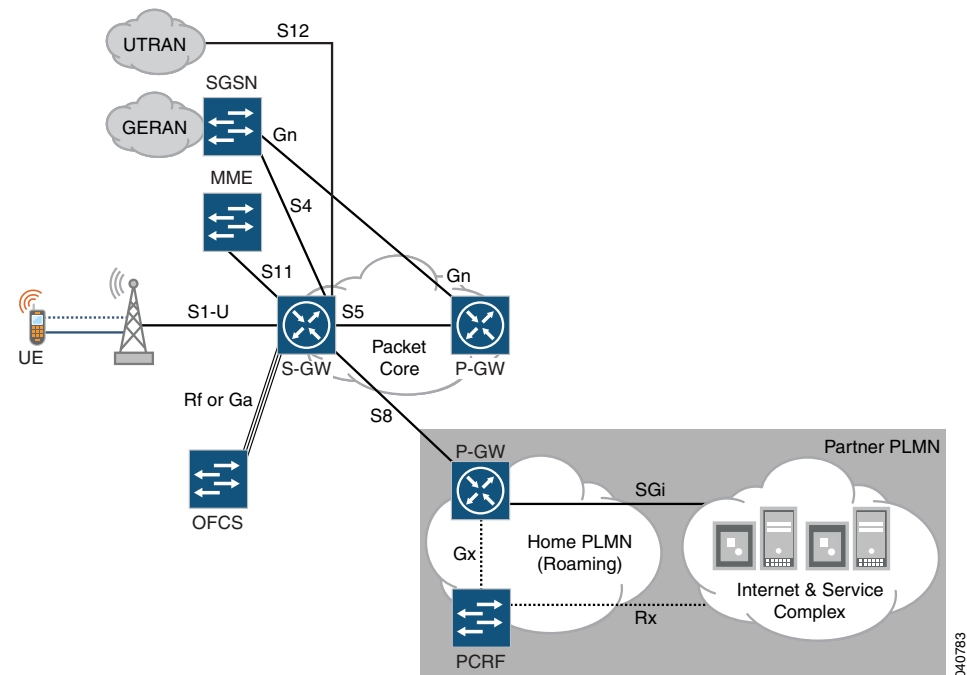 S12
UTRAN
SGSN
GERAN
Gn
MME
S4
S11
Gn
S1-U
S5
UE
Packet
Core
S-GW
P-GW
Rf or Ga
S8
OFCS
P-GW
Partner PLMN
SGi
Home PLMN
(Roaming)
Gx
Internet & Service
Complex
Rx
PCRF
040783